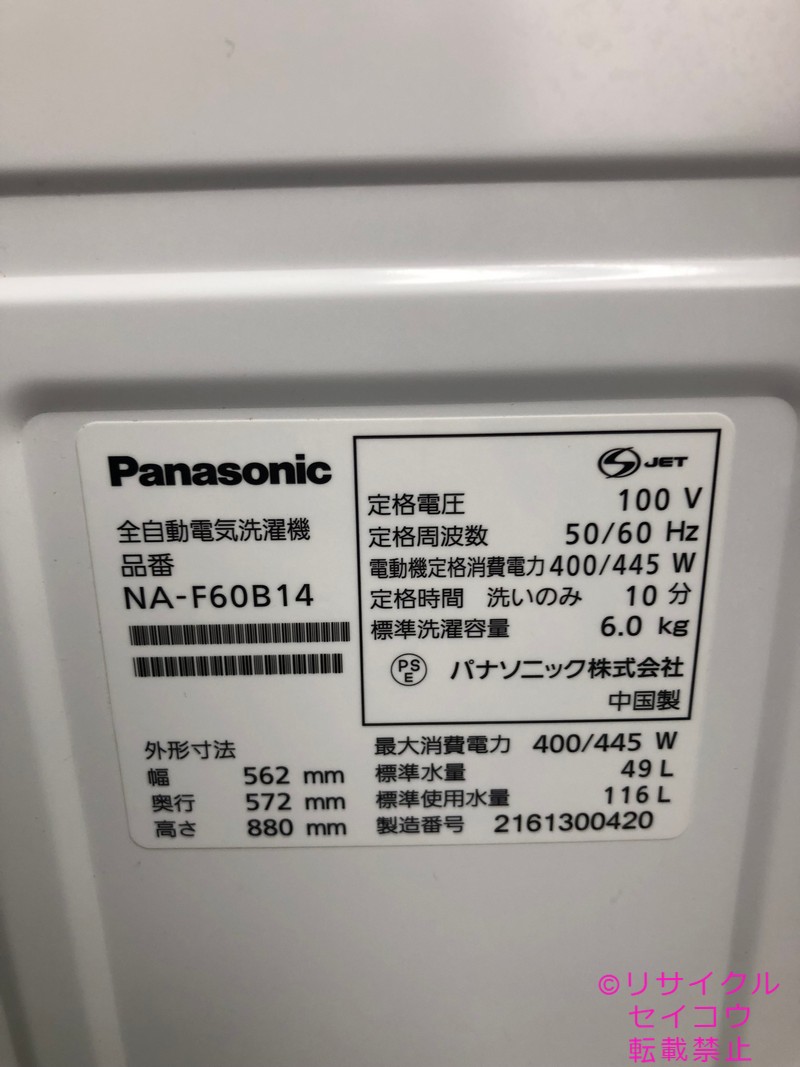 Panasonic
全自動電気洗濯機
品番
NA-F60B14
外形寸法
幅 562 mm
奥行 572 mm
高さ 880 mm
JET
定格電圧 100 V
定格周波数 50/60 Hz
電動機定格消費電力 400/445 W
定格時間 洗いのみ 10 分
標準洗濯容量 6.0 kg
PS
E
パナソニック株式会社
中国製
最大消費電力 400/445 W
標準水量 49 L
標準使用水量 116 L
製造番号 2161300420
©リサイクル
セイコウ
転載禁止